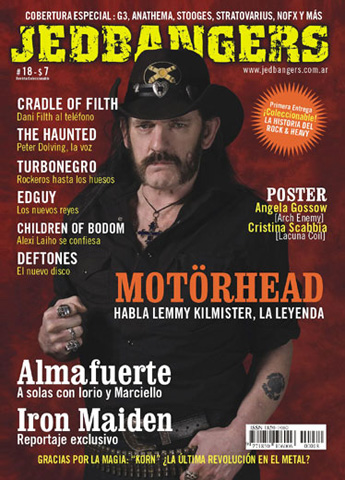 COBERTURA ESPECIAL: G3, ANATHEMA, STOOGES, STRATOVARIUS, NOFX Y MÁS
JEDBANGERS
#18-$7
www.jedbangers.com.ar
CRADLE OF FILTH
Dani Filth al teléfono
THE HAUNTED
Peter Dolving, la voz
TURBONEGRO
Rockeros hasta los huesos
EDGUY
Los nuevos reyes
CHILDREN OF BODOM
Alexi Laiho se confiesa
DEFTONES
El nuevo disco
Primera Entrega
¡Coleccionable!
LA HISTORIA DEL
ROCK & HEAVY
POSTER
Angela Gossow
[Arch Enemy]
Cristina Scabbia
[Lacuna Coil]
MOTÖRHEAD
HABLA LEMMY KILMISTER, LA LEYENDA
Almafuerte
A solas con Iorio y Marciello
Iron Maiden
Reportaje exclusivo
GRACIAS POR LA MAGIA: "KORN" ¿LA ÚLTIMA REVOLUCIÓN EN EL METAL?